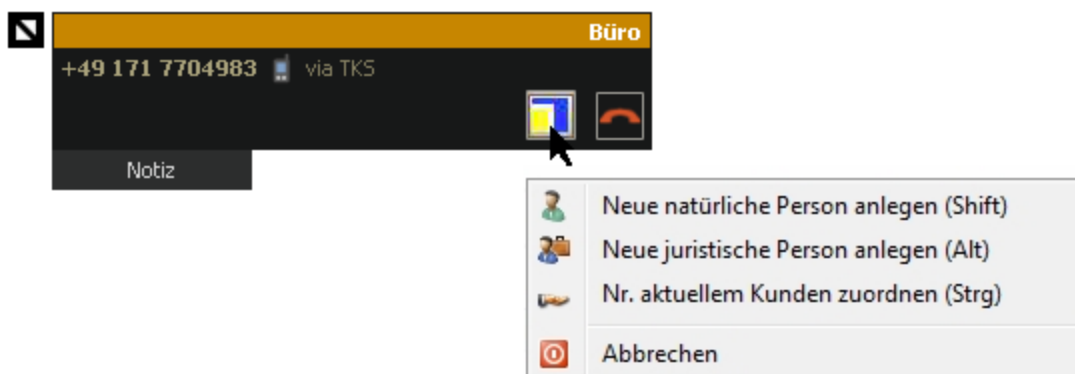 Büro
+49 171 7704983 via TKS
Notiz
Neue natürliche Person anlegen (Shift)
Neue juristische Person anlegen (Alt)
Nr. aktuellem Kunden zuordnen (Strg)
Abbrechen